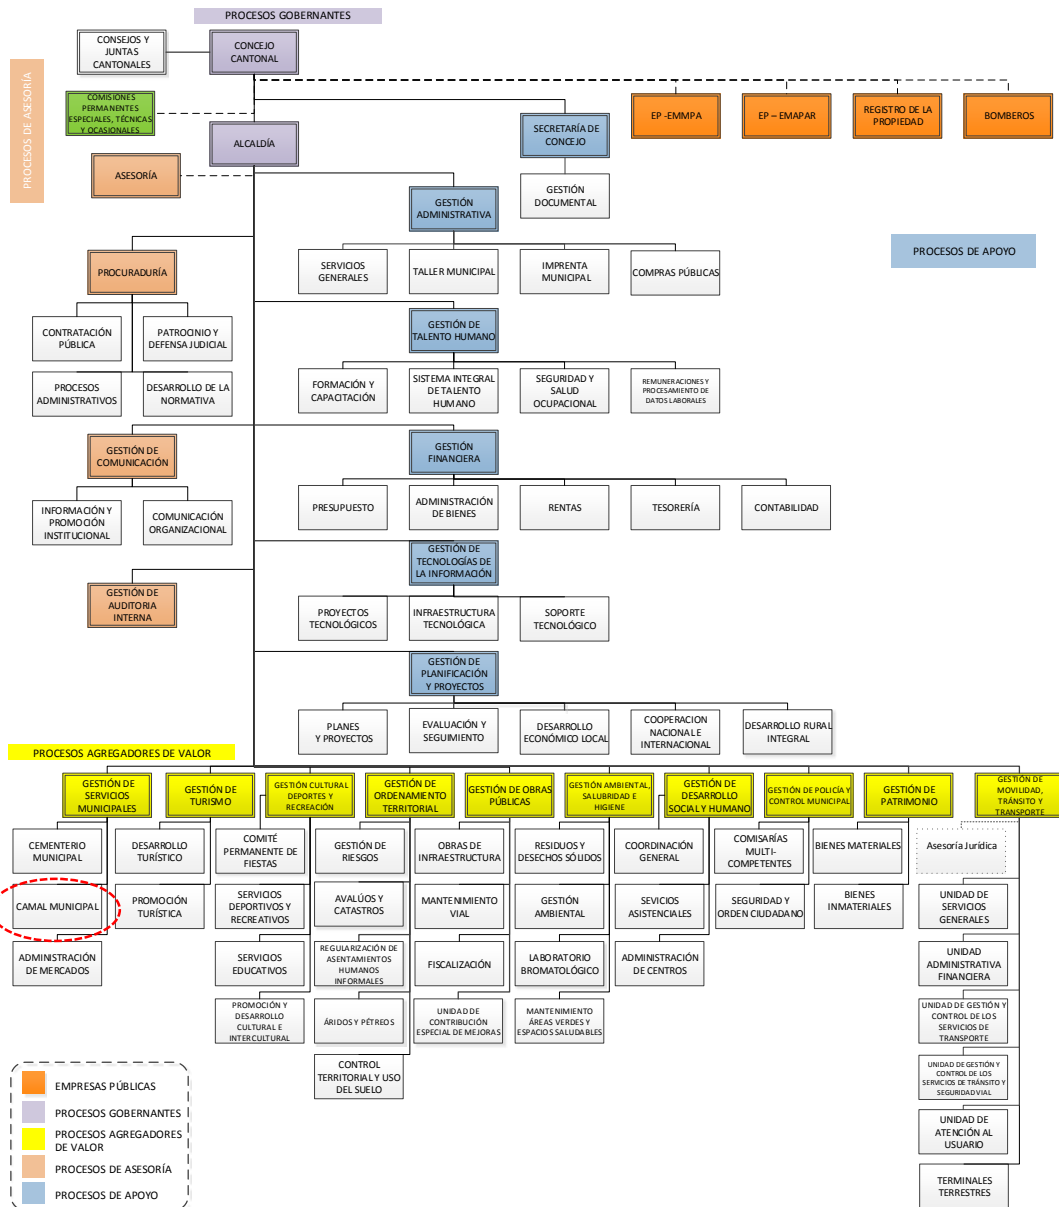 PROCESOS GOBERNANTES
CONSEJOS Y
JUNTAS
CANTONALES
CONCEJO
CANTONAL
PROCESOS DE ASESORÍA
COMISIONES
PERMANENTES
ESPECIALES, TÉCNICAS
Y OCASIONALES
EP -EMMPA
EP – EMAPAR
REGISTRO DE LA
PROPIEDAD
BOMBEROS
ALCALDÍA
SECRETARÍA DE
CONCEJO
ASESORÍA
GESTIÓN
DOCUMENTAL
GESTIÓN
ADMINISTRATIVA
PROCESOS DE APOYO
PROCURADURÍA
SERVICIOS
GENERALES
TALLER MUNICIPAL
IMPRENTA
MUNICIPAL
COMPRAS PÚBLICAS
CONTRATACIÓN
PÚBLICA
PATROCINIO Y
DEFENSA JUDICIAL
GESTIÓN DE
TALENTO HUMANO
PROCESOS
ADMINISTRATIVOS
DESARROLLO DE LA
NORMATIVA
FORMACIÓN Y
CAPACITACIÓN
SISTEMA INTEGRAL
DE TALENTO
HUMANO
SEGURIDAD Y
SALUD
OCUPACIONAL
REMUNERACIONES Y
PROCESAMIENTO DE
DATOS LABORALES
GESTIÓN DE
COMUNICACIÓN
GESTIÓN
FINANCIERA
INFORMACIÓN Y
PROMOCIÓN
INSTITUCIONAL
COMUNICACIÓN
ORGANIZACIONAL
PRESUPUESTO
ADMINISTRACIÓN
DE BIENES
RENTAS
TESORERÍA
CONTABILIDAD
GESTIÓN DE
TECNOLOGÍAS DE
LA INFORMACIÓN
GESTIÓN DE
AUDITORIA
INTERNA
PROYECTOS
TECNOLÓGICOS
INFRAESTRUCTURA
TECNOLÓGICA
SOPORTE
TECNOLÓGICO
GESTIÓN DE
PLANIFICACIÓN
Y PROYECTOS
PLANES
Y PROYECTOS
EVALUACIÓN Y
SEGUIMIENTO
DESARROLLO
ECONÓMICO LOCAL
COOPERACION
NACIONAL E
INTERNACIONAL
DESARROLLO RURAL
INTEGRAL
PROCESOS AGREGADORES DE VALOR
GESTIÓN DE
SERVICIOS
MUNICIPALES
GESTIÓN DE
TURISMO
GESTIÓN CULTURAL
DEPORTES Y
RECREACIÓN
GESTIÓN DE
ORDENAMIENTO
TERRITORIAL
GESTIÓN DE OBRAS
PÚBLICAS
GESTIÓN AMBIENTAL,
SALUBRIDAD E
HIGIENE
GESTIÓN DE
DESARROLLO
SOCIAL Y HUMANO
GESTIÓN DE POLICÍA Y
CONTROL MUNICIPAL
GESTIÓN DE
PATRIMONIO
GESTIÓN DE
MOVILIDAD,
TRÁNSITO Y
TRANSPORTE
CEMENTERIO
MUNICIPAL
DESARROLLO
TURÍSTICO
COMITÉ
PERMANENTE DE
FIESTAS
GESTIÓN DE
RIESGOS
OBRAS DE
INFRAESTRUCTURA
RESIDUOS Y
DESECHOS SÓLIDOS
COORDINACIÓN
GENERAL
COMISARÍAS
MULTI-
COMPETENTES
BIENES MATERIALES
Asesoría Jurídica
CAMAL MUNICIPAL
PROMOCIÓN
TURÍSTICA
SERVICIOS
DEPORTIVOS Y
RECREATIVOS
AVALÚOS Y
CATASTROS
MANTENIMIENTO
VIAL
GESTIÓN
AMBIENTAL
SEVICIOS
ASISTENCIALES
SEGURIDAD Y
ORDEN CIUDADANO
BIENES
INMATERIALES
UNIDAD DE
SERVICIOS
GENERALES
ADMINISTRACIÓN
DE MERCADOS
SERVICIOS
EDUCATIVOS
REGULARIZACIÓN DE
ASENTAMIENTOS
HUMANOS
INFORMALES
FISCALIZACIÓN
LABORATORIO
BROMATOLÓGICO
ADMINISTRACIÓN
DE CENTROS
UNIDAD
ADMINISTRATIVA
FINANCIERA
PROMOCIÓN Y
DESARROLLO
CULTURAL E
INTERCULTURAL
ÁRIDOS Y PÉTREOS
UNIDAD DE
CONTRIBUCIÓN
ESPECIAL DE MEJORAS
MANTENIMIENTO
ÁREAS VERDES Y
ESPACIOS SALUDABLES
UNIDAD DE GESTIÓN Y
CONTROL DE LOS
SERVICIOS DE
TRANSPORTE
CONTROL
TERRITORIAL Y USO
DEL SUELO
UNIDAD DE GESTIÓN Y
CONTROL DE LOS
SERVICIOS DE TRÁNSITO Y
SEGURIDAD VIAL
UNIDAD DE
ATENCIÓN AL
USUARIO
TERMINALES
TERRESTRES
EMPRESAS PÚBLICAS
PROCESOS GOBERNANTES
PROCESOS AGREGADORES
DE VALOR
PROCESOS DE ASESORÍA
PROCESOS DE APOYO